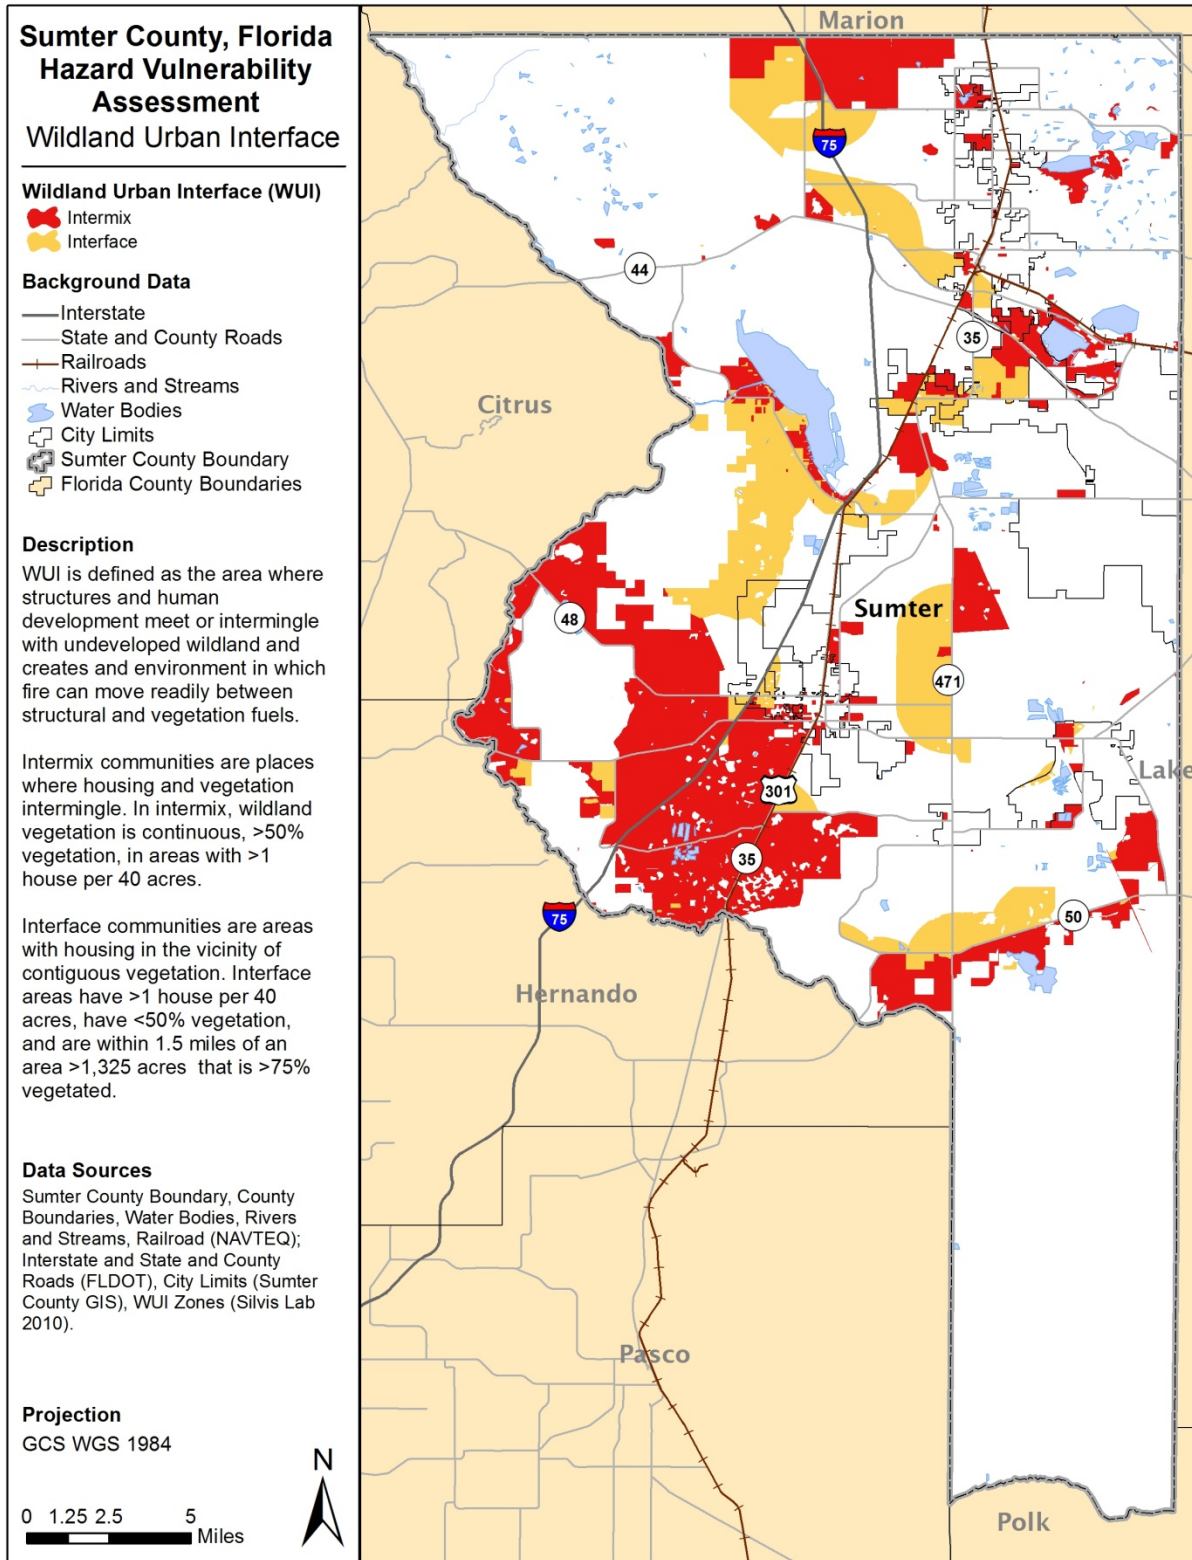 Sumter County, Florida
Hazard Vulnerability
Assessment
Wildland Urban Interface
Wildland Urban Interface (WUI)
Intermix
Interface
Background Data
Interstate
State and County Roads
Railroads
Rivers and Streams
Water Bodies
City Limits
Sumter County Boundary
Florida County Boundaries
Description
WUI is defined as the area where
structures and human
development meet or intermingle
with undeveloped wildland and
creates and environment in which
fire can move readily between
structural and vegetation fuels.
Intermix communities are places
where housing and vegetation
intermingle. In intermix, wildland
vegetation is continuous, >50%
vegetation, in areas with >1
house per 40 acres.
Interface communities are areas
with housing in the vicinity of
contiguous vegetation. Interface
areas have >1 house per 40
acres, have <50% vegetation,
and are within 1.5 miles of an
area >1,325 acres  that is >75%
vegetated.
Data Sources
Sumter County Boundary, County
Boundaries, Water Bodies, Rivers
and Streams, Railroad (NAVTEQ);
Interstate and State and County
Roads (FLDOT), City Limits (Sumter
County GIS), WUI Zones (Silvis Lab
2010).
Projection
GCS WGS 1984
N
0 1.25 2.5 5
Miles
Marion
75
44
35
Citrus
48
Sumter
471
Lake
301
35
75
50
Hernando
Pasco
Polk